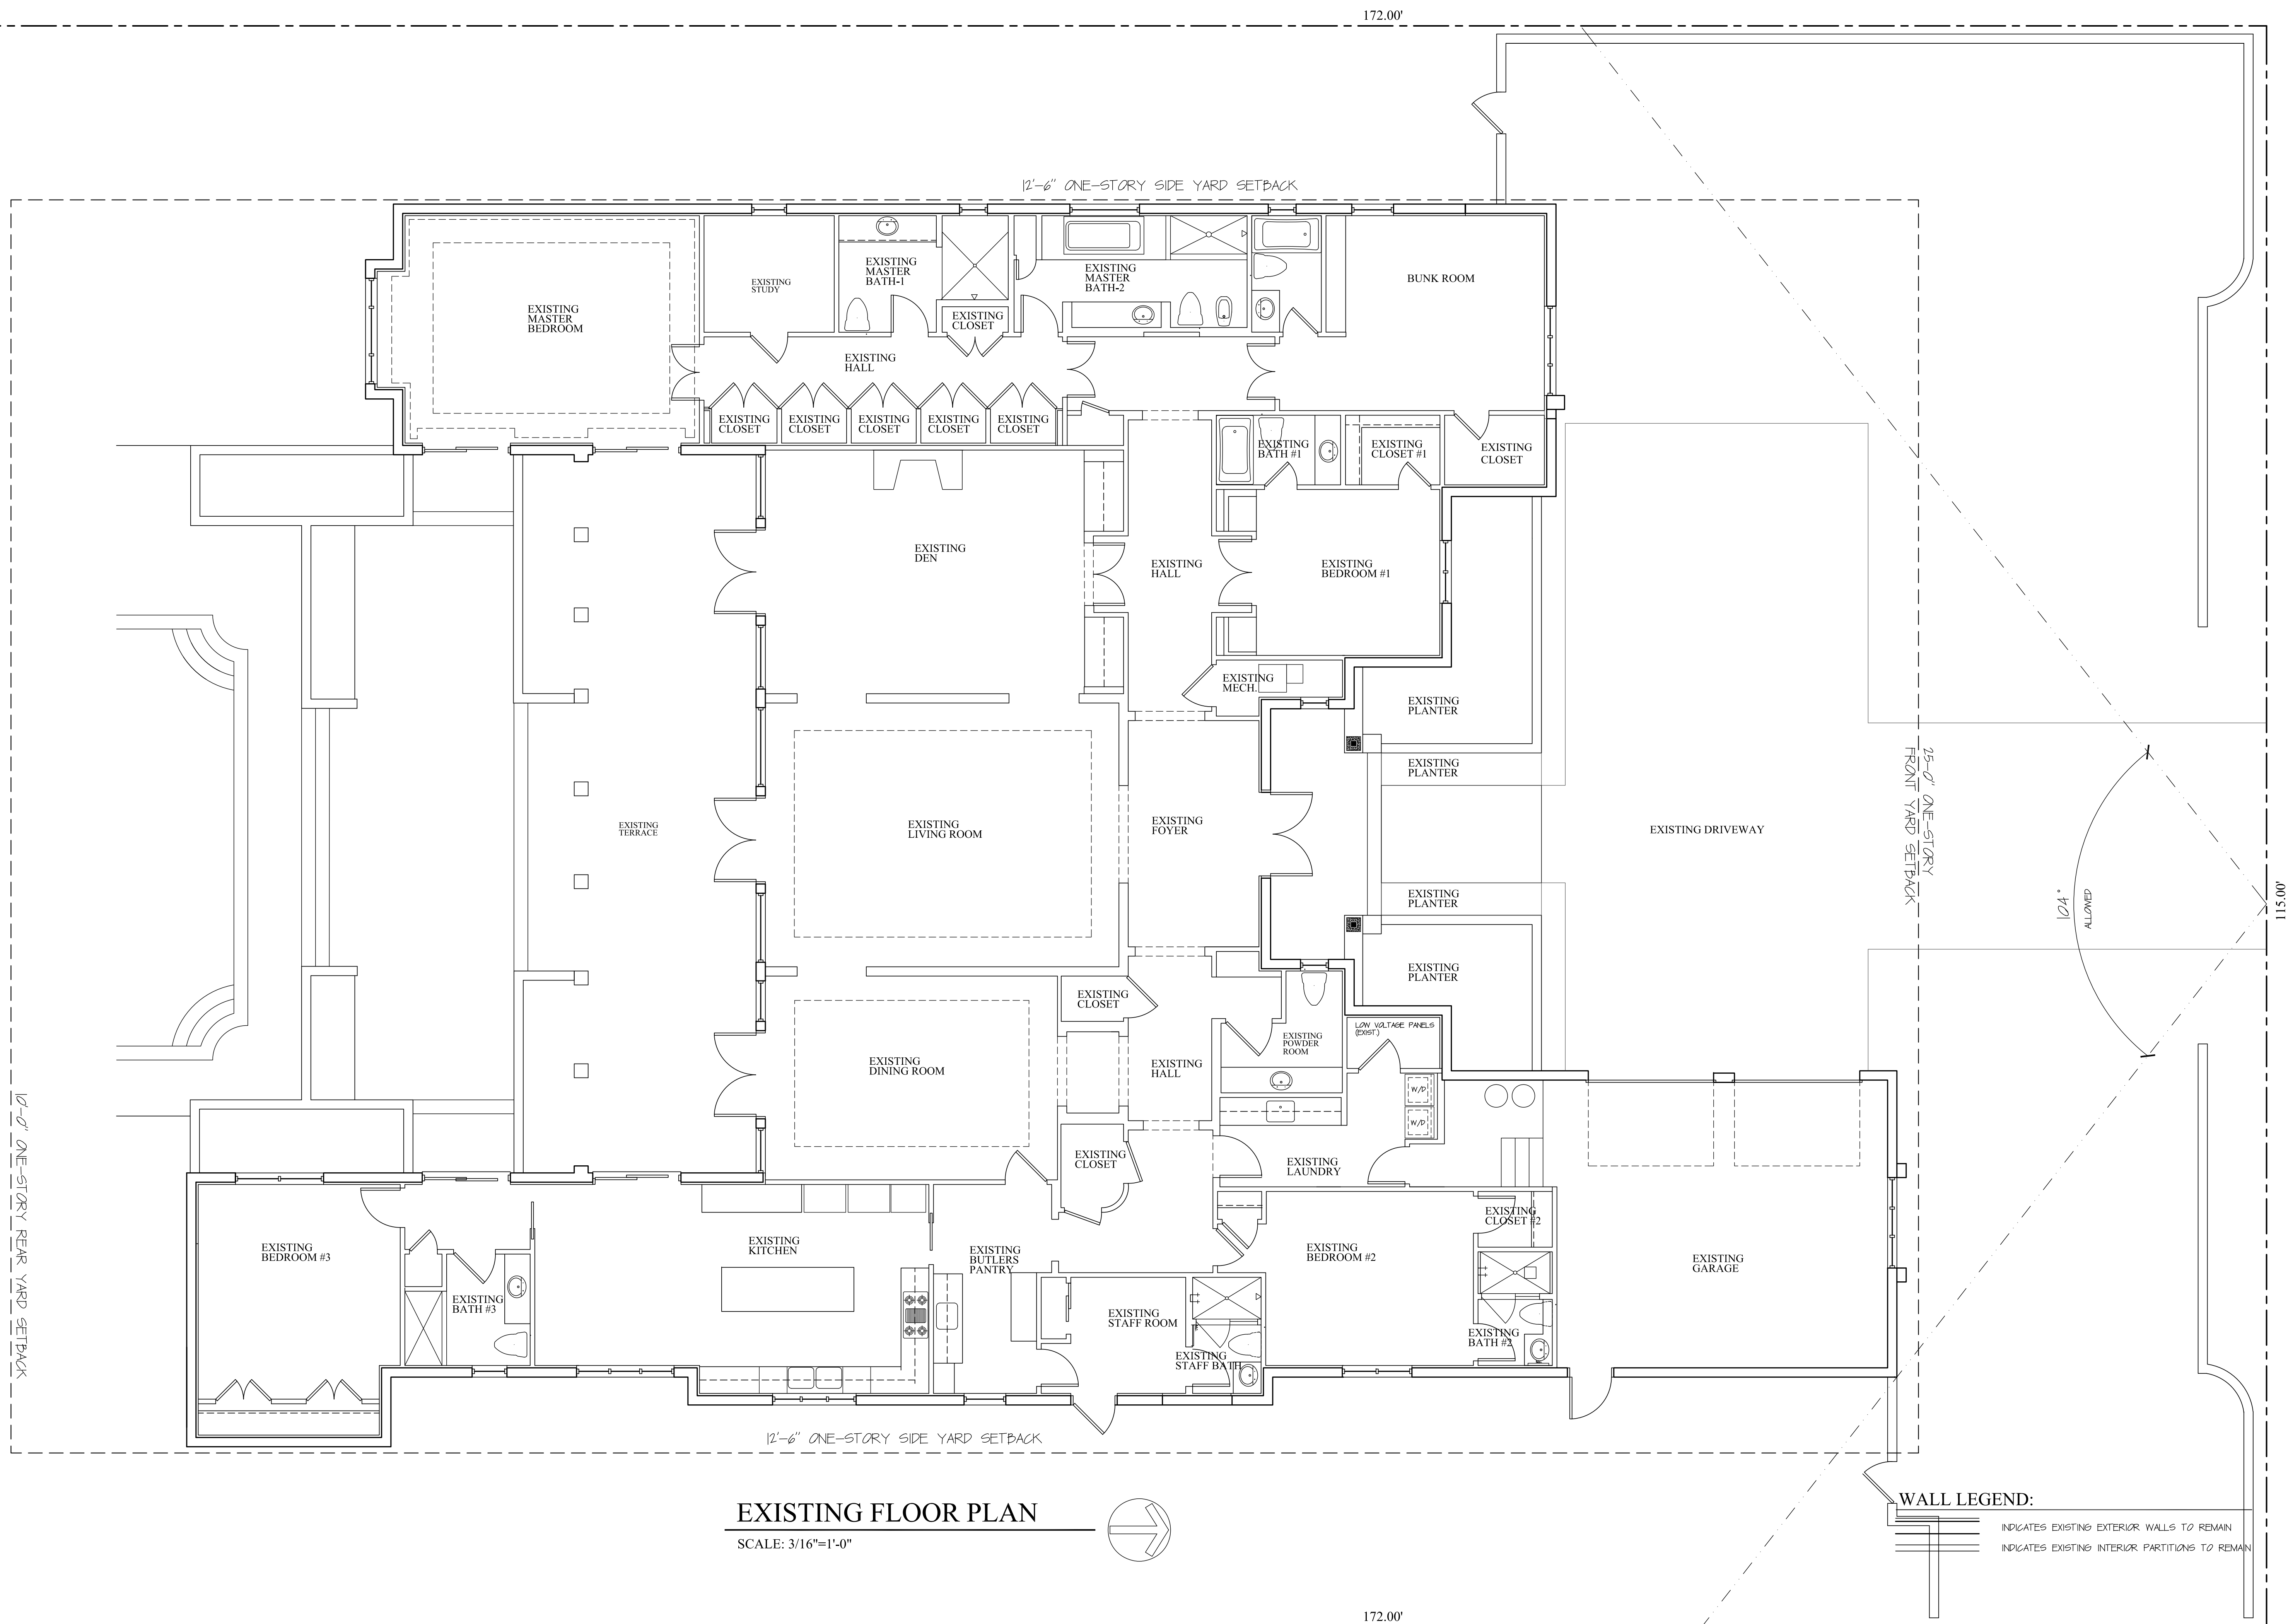 172.00'
12'-6" ONE-STORY SIDE YARD SETBACK
EXISTING
MASTER
BEDROOM
EXISTING
STUDY
EXISTING
MASTER
BATH-1
EXISTING
CLOSET
EXISTING
MASTER
BATH-2
BUNK ROOM
EXISTING
HALL
EXISTING
CLOSET
EXISTING
CLOSET
EXISTING
CLOSET
EXISTING
CLOSET
EXISTING
CLOSET
EXISTING
BATH #1
EXISTING
CLOSET #1
EXISTING
CLOSET
EXISTING
DEN
EXISTING
HALL
EXISTING
BEDROOM #1
EXISTING
MECH.
EXISTING
PLANTER
EXISTING
PLANTER
EXISTING
TERRACE
EXISTING
LIVING ROOM
EXISTING
FOYER
EXISTING DRIVEWAY
25'-0" ONE-STORY
FRONT YARD SETBACK
104°
ALLOWED
115.00'
EXISTING
PLANTER
EXISTING
PLANTER
EXISTING
CLOSET
LOW VOLTAGE PANELS
(EXIST.)
EXISTING
POWDER
ROOM
EXISTING
DINING ROOM
EXISTING
HALL
W/D
W/D
10'-0" ONE-STORY REAR YARD SETBACK
EXISTING
CLOSET
EXISTING
LAUNDRY
EXISTING
CLOSET #2
EXISTING
BEDROOM #3
EXISTING
KITCHEN
EXISTING
BUTLERS
PANTRY
EXISTING
BEDROOM #2
EXISTING
GARAGE
EXISTING
BATH #3
EXISTING
STAFF ROOM
EXISTING
BATH #2
EXISTING
STAFF BATH
12'-6" ONE-STORY SIDE YARD SETBACK
EXISTING FLOOR PLAN
SCALE: 3/16"=1'-0"
WALL LEGEND:
INDICATES EXISTING EXTERIOR WALLS TO REMAIN
INDICATES EXISTING INTERIOR PARTITIONS TO REMAIN
172.00'